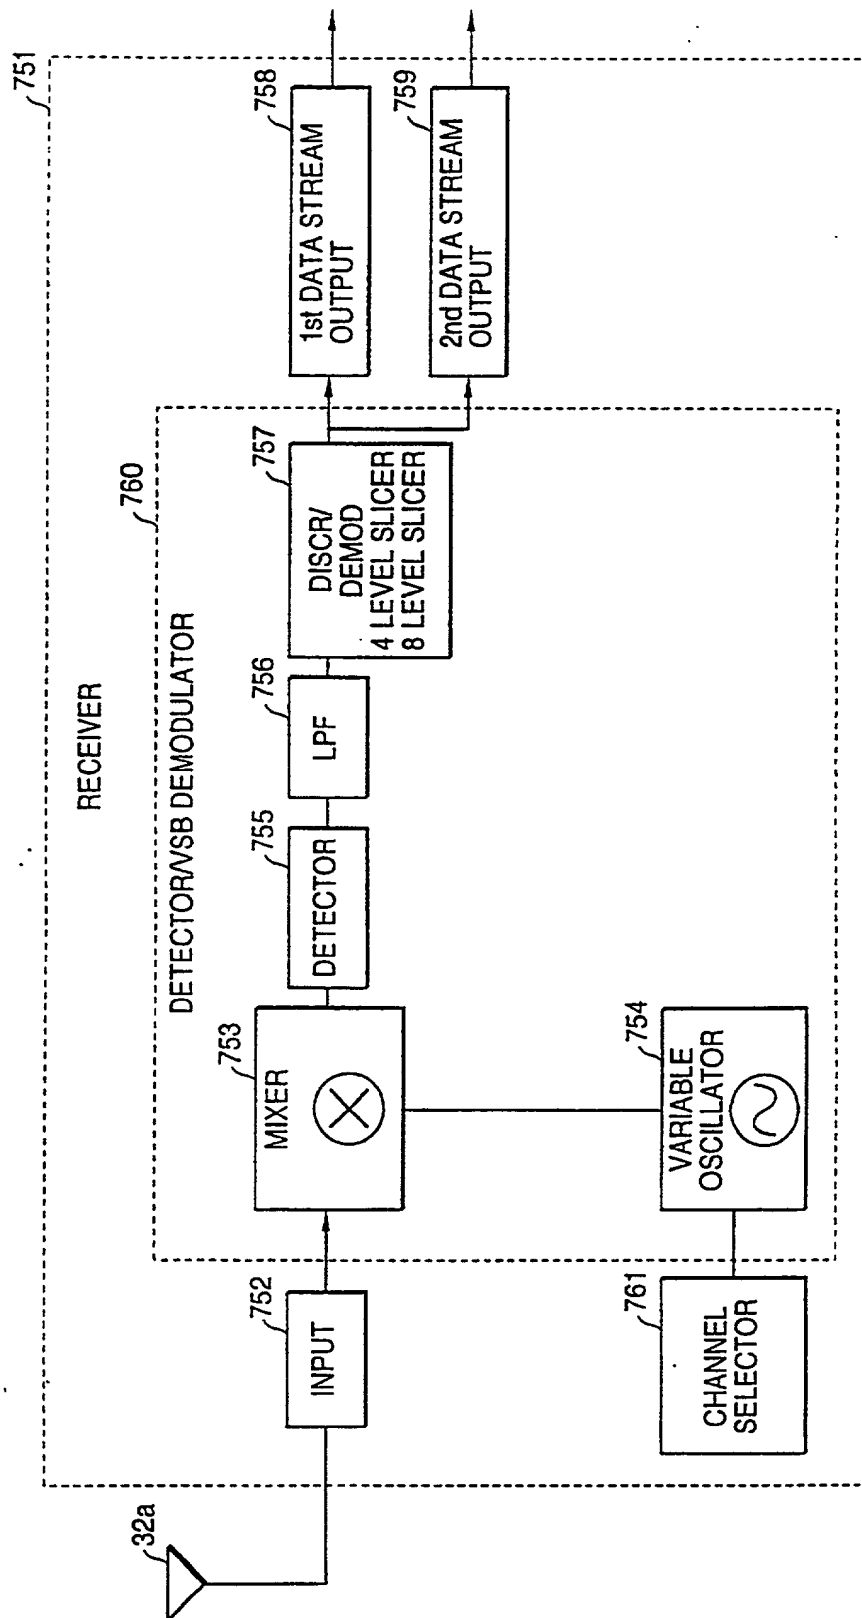 751
RECEIVER
760
DETECTOR/VSB DEMODULATOR
32a
752
INPUT
753
MIXER
755
DETECTOR
756
LPF
757
DISCR/
DEMOD
4 LEVEL SLICER
8 LEVEL SLICER
758
1st DATA STREAM
OUTPUT
759
2nd DATA STREAM
OUTPUT
761
CHANNEL
SELECTOR
754
VARIABLE
OSCILLATOR